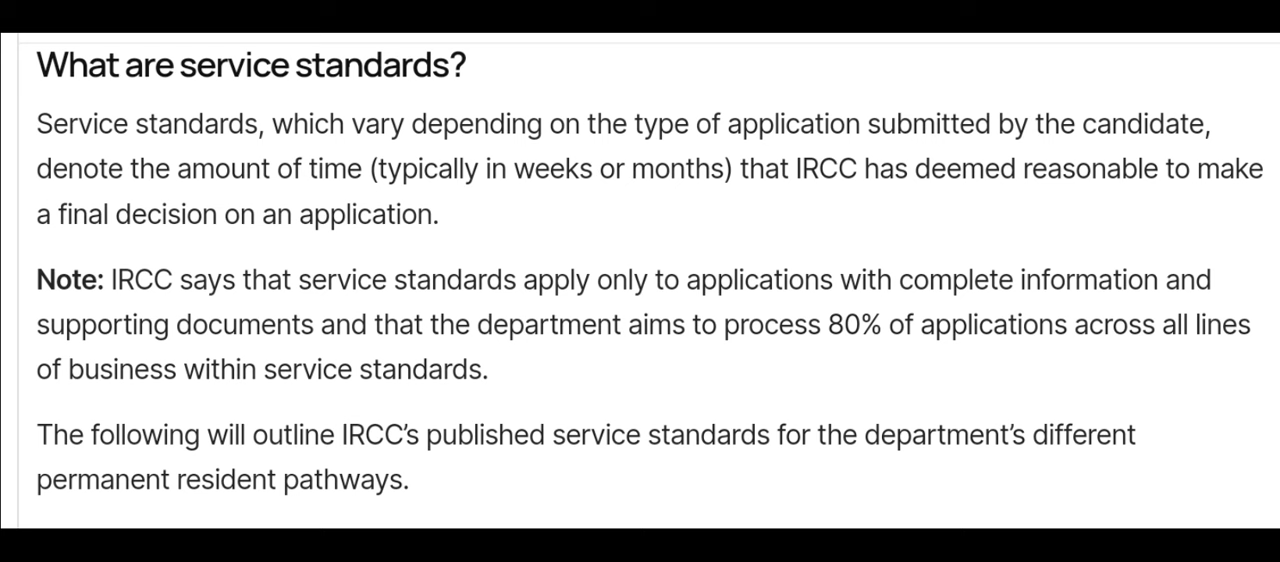 What are service standards?
Service standards, which vary depending on the type of application submitted by the candidate,
denote the amount of time (typically in weeks or months) that IRCC has deemed reasonable to make
a final decision on an application.
Note: IRCC says that service standards apply only to applications with complete information and
supporting documents and that the department aims to process 80% of applications across all lines
of business within service standards.
The following will outline IRCC’s published service standards for the department’s different
permanent resident pathways.